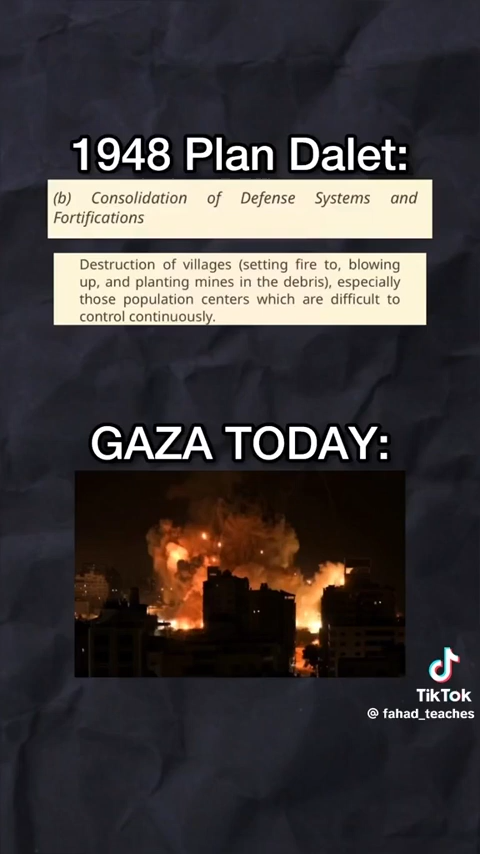 1948 Plan Dalet:
(b) Consolidation of Defense Systems and
Fortifications
Destruction of villages (setting fire to, blowing
up, and planting mines in the debris), especially
those population centers which are difficult to
control continuously.
GAZA TODAY:
TikTok
@ fahad_teaches